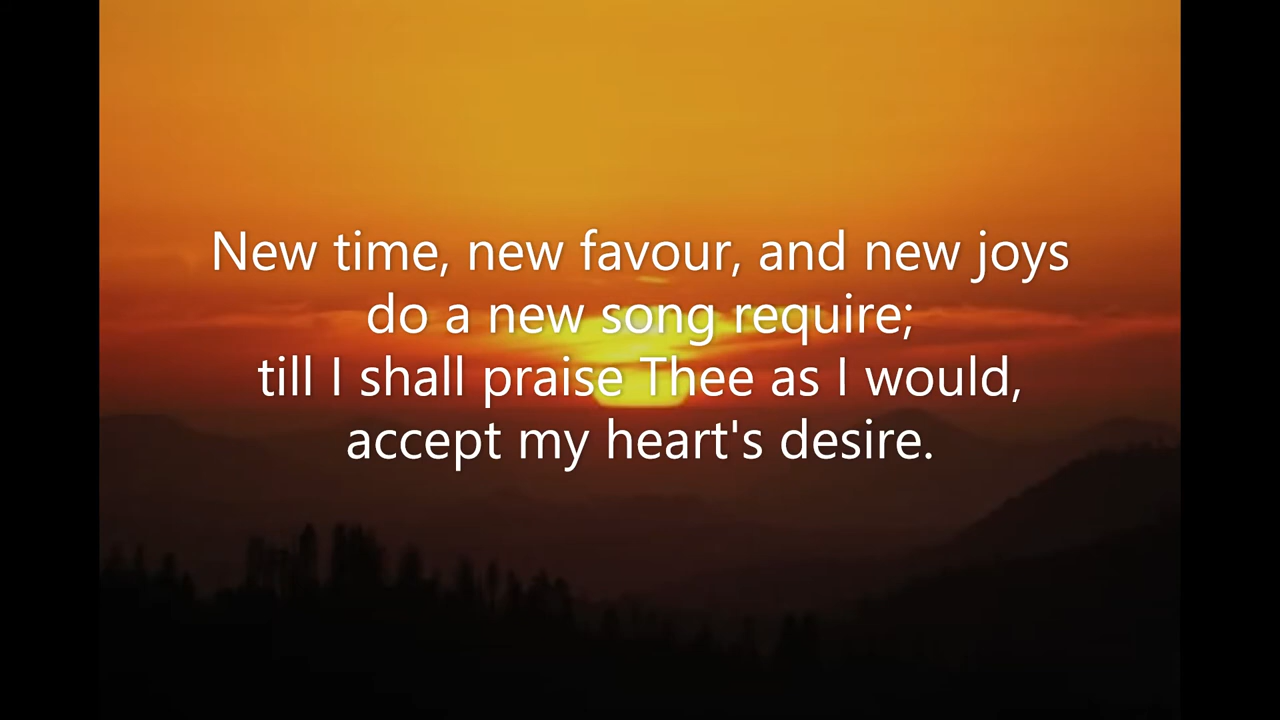 New time, new favour, and new joys
do a new song require;
till I shall praise Thee as I would,
accept my heart's desire.